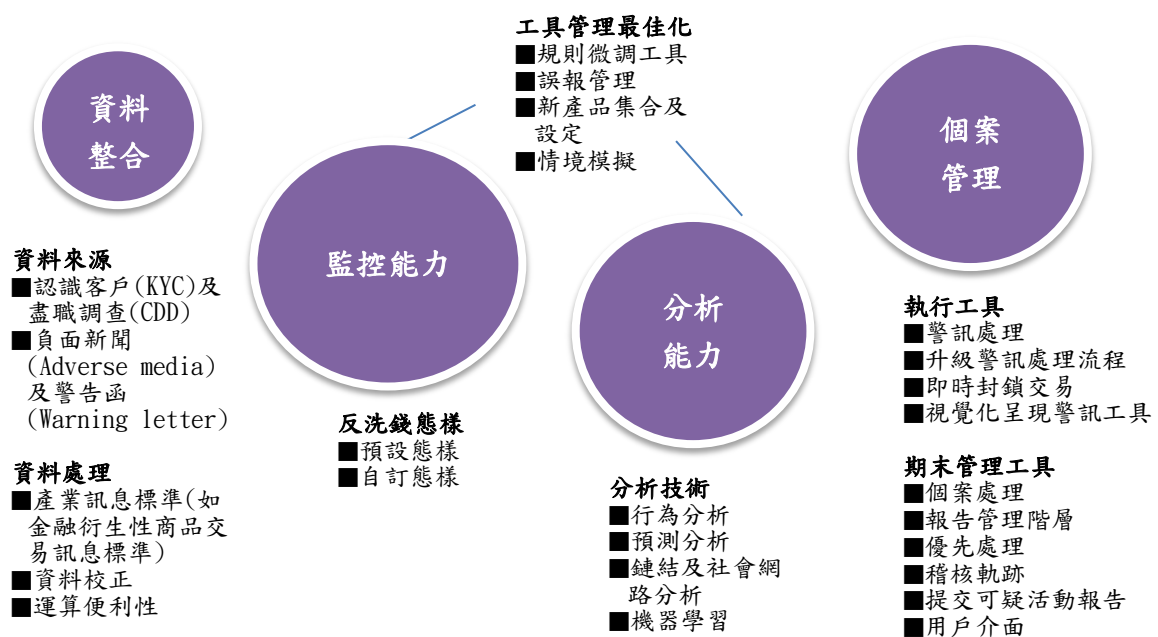 資料
整合
資料來源
■認識客戶(KYC)及
盡職調查(CDD)
■負面新聞
(Adverse media)
及警告函
(Warning letter)
資料處理
■產業訊息標準(如
金融衍生性商品交
易訊息標準)
■資料校正
■運算便利性
監控能力
反洗錢態樣
■預設態樣
■自訂態樣
工具管理最佳化
■規則微調工具
■誤報管理
■新產品集合及
設定
■情境模擬
分析
能力
分析技術
■行為分析
■預測分析
■鏈結及社會網
路分析
■機器學習
個案
管理
執行工具
■警訊處理
■升級警訊處理流程
■即時封鎖交易
■視覺化呈現警訊工具
期末管理工具
■個案處理
■報告管理階層
■優先處理
■稽核軌跡
■提交可疑活動報告
■用戶介面